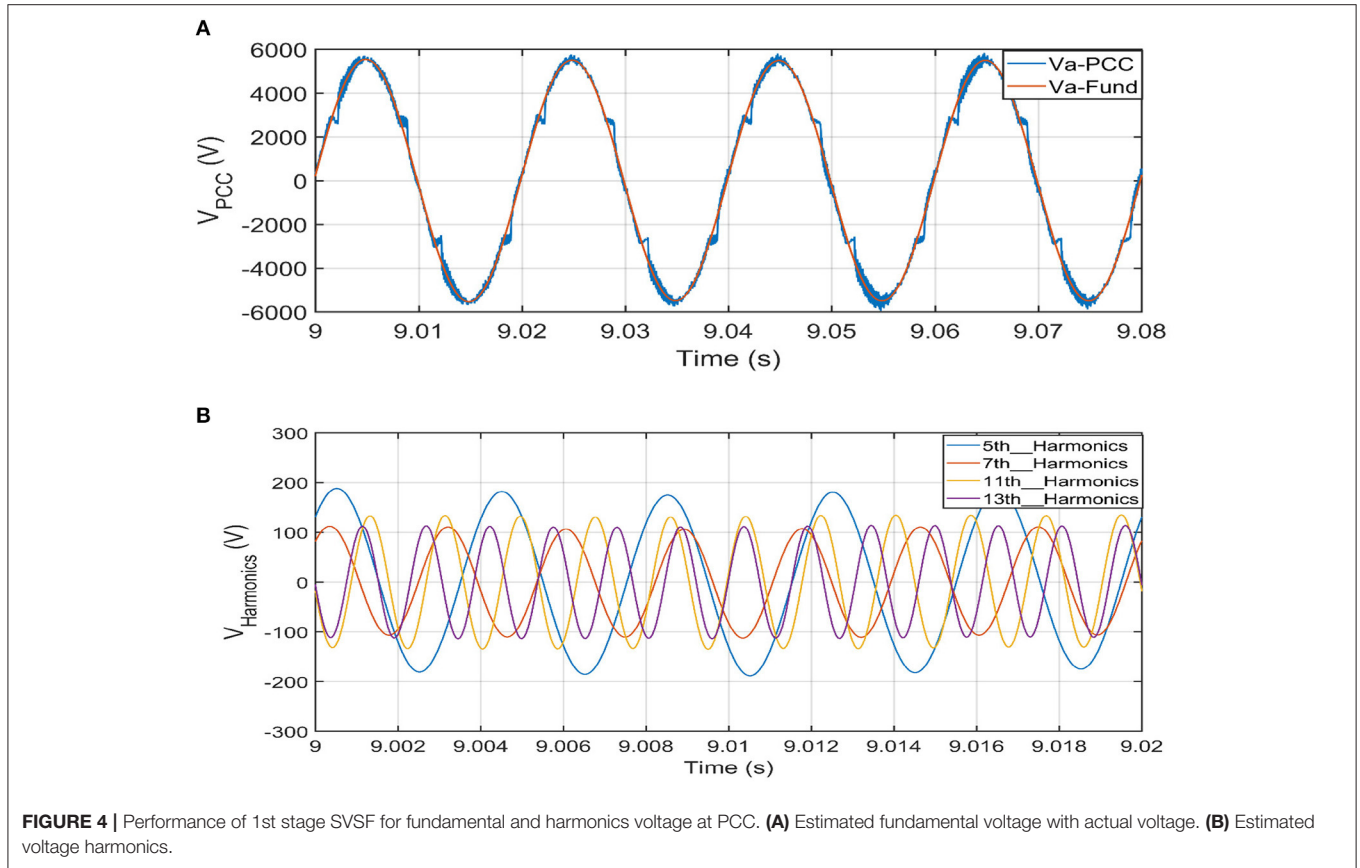 A
6000
4000
2000
0
-2000
-4000
-6000
V_PCC (V)
Va-PCC
Va-Fund
9 9.01 9.02 9.03 9.04 9.05 9.06 9.07 9.08
Time (s)
B
300
200
100
0
-100
-200
-300
V_Harmonics (V)
5th__Harmonics
7th__Harmonics
11th__Harmonics
13th__Harmonics
9 9.002 9.004 9.006 9.008 9.01 9.012 9.014 9.016 9.018 9.02
Time (s)
FIGURE 4 | Performance of 1st stage SVSF for fundamental and harmonics voltage at PCC. (A) Estimated fundamental voltage with actual voltage. (B) Estimated
voltage harmonics.